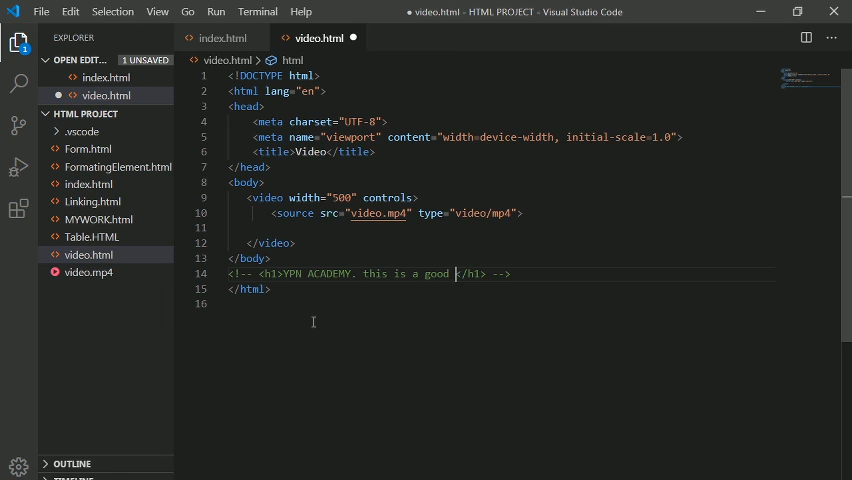 File Edit Selection View Go Run Terminal Help ● video.html - HTML PROJECT - Visual Studio Code
EXPLORER
index.html
video.html
OPEN EDIT... 1 UNSAVED
index.html
video.html
HTML PROJECT
.vscode
Form.html
FormatingElement.html
index.html
Linking.html
MYWORK.html
Table.HTML
video.html
video.mp4
OUTLINE
1
video.html > html
1 <!DOCTYPE html>
2 <html lang="en">
3 <head>
4 <meta charset="UTF-8">
5 <meta name="viewport" content="width=device-width, initial-scale=1.0">
6 <title>Video</title>
7 </head>
8 <body>
9 <video width="500" controls>
10 <source src="video.mp4" type="video/mp4">
11
12 </video>
13 </body>
14 <!-- <h1>YPN ACADEMY. this is a good </h1> -->
15 </html>
16